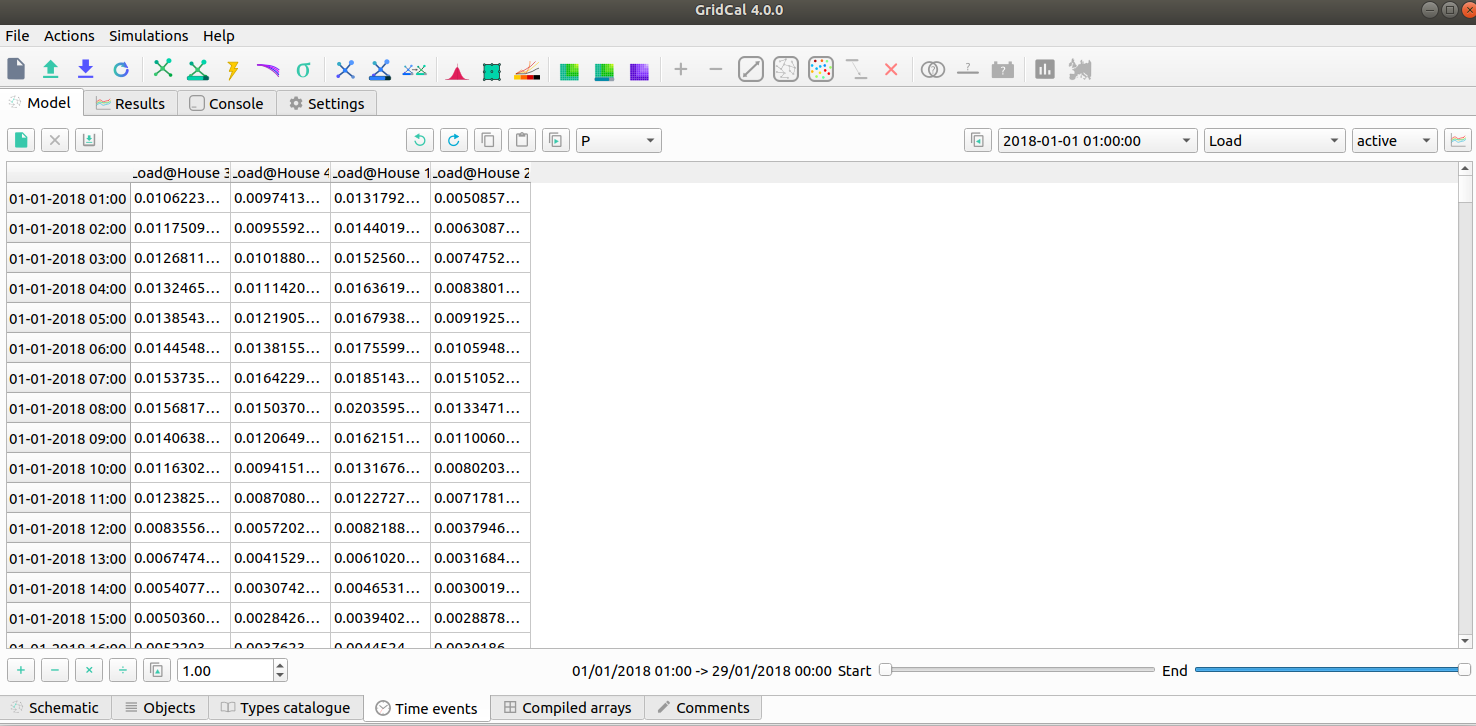 GridCal 4.0.0
File Actions Simulations Help
Model Results Console Settings
P 2018-01-01 01:00:00 Load active
Load@House 3 Load@House 4 Load@House 1 Load@House 2
01-01-2018 01:00 0.0106223... 0.0097413... 0.0131792... 0.0050857...
01-01-2018 02:00 0.0117509... 0.0095592... 0.0144019... 0.0063087...
01-01-2018 03:00 0.0126811... 0.0101880... 0.0152560... 0.0074752...
01-01-2018 04:00 0.0132465... 0.0111420... 0.0163619... 0.0083801...
01-01-2018 05:00 0.0138543... 0.0121905... 0.0167938... 0.0091925...
01-01-2018 06:00 0.0144548... 0.0138155... 0.0175599... 0.0105948...
01-01-2018 07:00 0.0153735... 0.0164229... 0.0185143... 0.0151052...
01-01-2018 08:00 0.0156817... 0.0150370... 0.0203595... 0.0133471...
01-01-2018 09:00 0.0140638... 0.0120649... 0.0162151... 0.0110060...
01-01-2018 10:00 0.0116302... 0.0094151... 0.0131676... 0.0080203...
01-01-2018 11:00 0.0123825... 0.0087080... 0.0122727... 0.0071781...
01-01-2018 12:00 0.0083556... 0.0057202... 0.0082188... 0.0037946...
01-01-2018 13:00 0.0067474... 0.0041529... 0.0061020... 0.0031684...
01-01-2018 14:00 0.0054077... 0.0030742... 0.0046531... 0.0030019...
01-01-2018 15:00 0.0050360... 0.0028426... 0.0039402... 0.0028878...
1.00 01/01/2018 01:00 -> 29/01/2018 00:00 Start End
Schematic Objects Types catalogue Time events Compiled arrays Comments